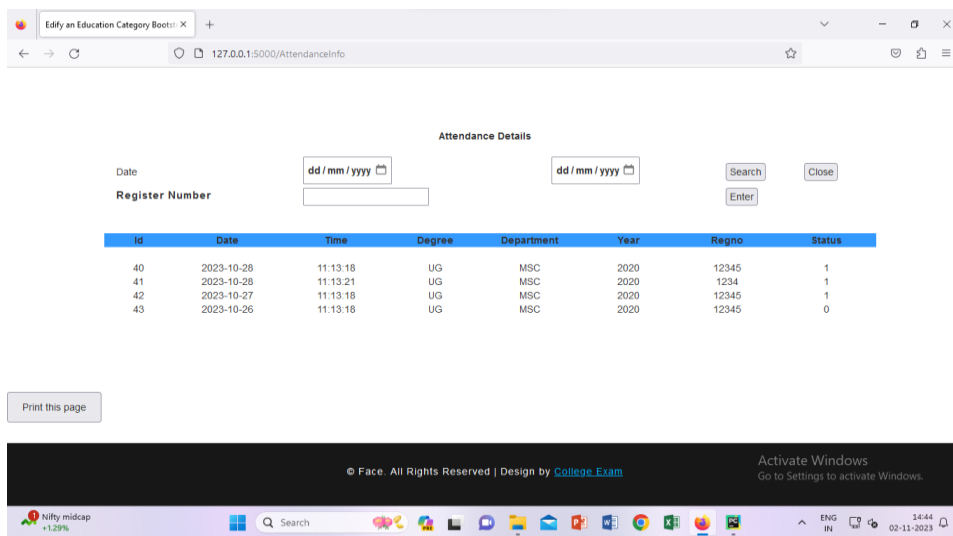 Edify an Education Category Bootst
127.0.0.1:5000/AttendanceInfo
Attendance Details
Date dd / mm / yyyy dd / mm / yyyy Search Close
Register Number Enter
Id Date Time Degree Department Year Regno Status
40 2023-10-28 11:13:18 UG MSC 2020 12345 1
41 2023-10-28 11:13:21 UG MSC 2020 1234 1
42 2023-10-27 11:13:18 UG MSC 2020 12345 1
43 2023-10-26 11:13:18 UG MSC 2020 12345 0
Print this page
© Face. All Rights Reserved | Design by College Exam
Activate Windows
Go to Settings to activate Windows.
1 Nifty midcap
+1.29%
Search
PRE
ENG
IN
14:44
02-11-2023